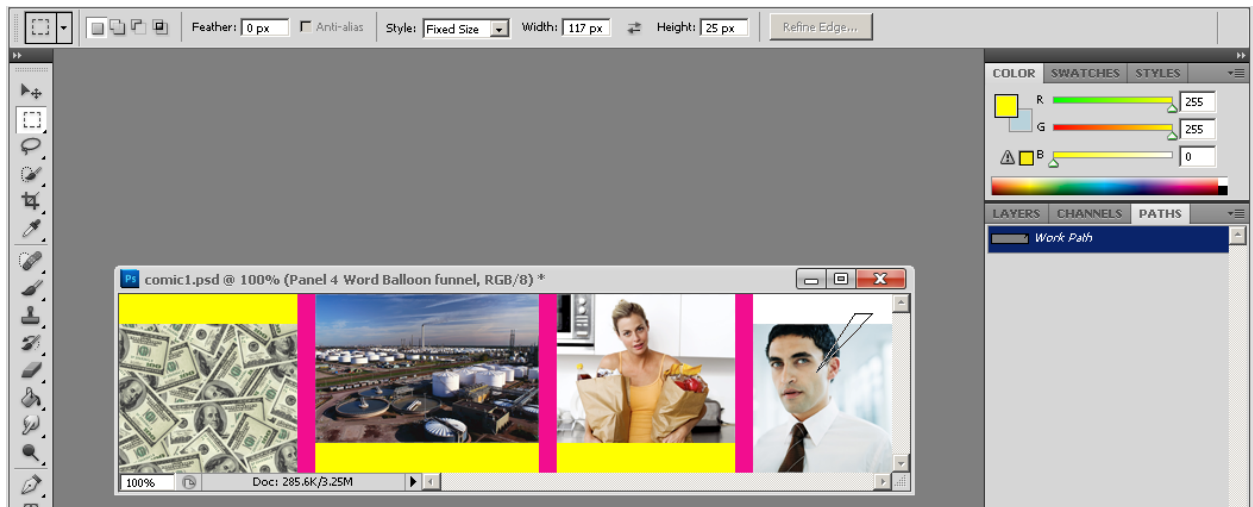 Feather: 0 px Anti-alias Style: Fixed Size Width: 117 px Height: 25 px Refine Edge...
COLOR SWATCHES STYLES
R 255
G 255
B 0
LAYERS CHANNELS PATHS
Work Path
Ps comic1.psd @ 100% (Panel 4 Word Balloon funnel, RGB/8) *
100% Doc: 285.6K/3.25M